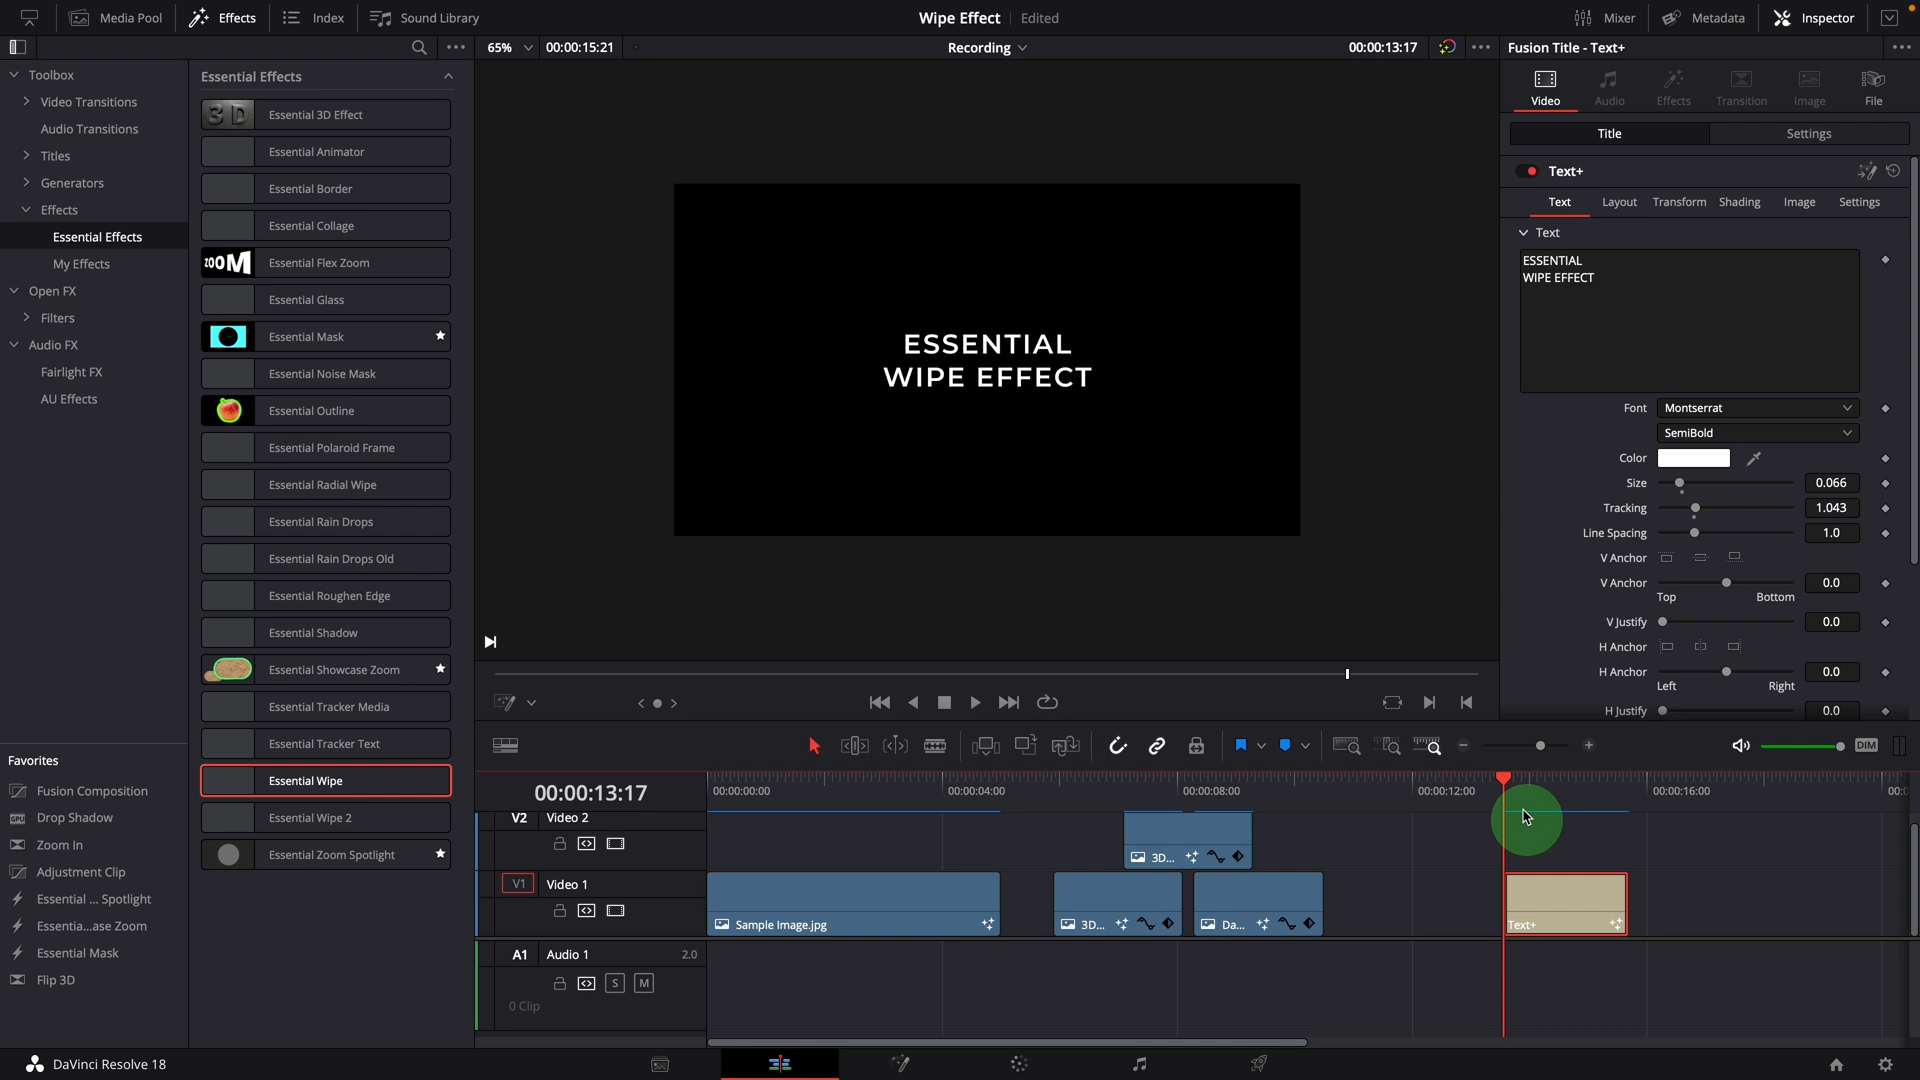 Media Pool
Effects
Index
Sound Library
Wipe Effect
Edited
Mixer
Metadata
Inspector
65%
00:00:15:21
Recording
00:00:13:17
Fusion Title - Text+
Toolbox
Video Transitions
Audio Transitions
Titles
Generators
Effects
Essential Effects
My Effects
Open FX
Filters
Audio FX
Fairlight FX
AU Effects
Favorites
Fusion Composition
Drop Shadow
Zoom In
Adjustment Clip
Essential ... Spotlight
Essentia...ase Zoom
Essential Mask
Flip 3D
Essential Effects
3D
Essential 3D Effect
Essential Animator
Essential Border
Essential Collage
ZOOM
Essential Flex Zoom
Essential Glass
Essential Mask
Essential Noise Mask
Essential Outline
Essential Polaroid Frame
Essential Radial Wipe
Essential Rain Drops
Essential Rain Drops Old
Essential Roughen Edge
Essential Shadow
Essential Showcase Zoom
Essential Tracker Media
Essential Tracker Text
Essential Wipe
Essential Wipe 2
Essential Zoom Spotlight
ESSENTIAL
WIPE EFFECT
Video
Audio
Effects
Transition
Image
File
Title
Settings
Text+
Text
Layout
Transform
Shading
Image
Settings
Text
ESSENTIAL
WIPE EFFECT
Font
Montserrat
SemiBold
Color
Size
0.066
Tracking
1.043
Line Spacing
1.0
V Anchor
V Anchor
0.0
Top
Bottom
V Justify
0.0
H Anchor
H Anchor
0.0
Left
Right
H Justify
0.0
DIM
00:00:13:17
00:00:00:00
00:00:04:00
00:00:08:00
00:00:12:00
00:00:16:00
00:0
V2
Video 2
3D...
V1
Video 1
Sample Image.jpg
3D...
Da...
Text+
A1
Audio 1
2.0
S
M
0 Clip
DaVinci Resolve 18